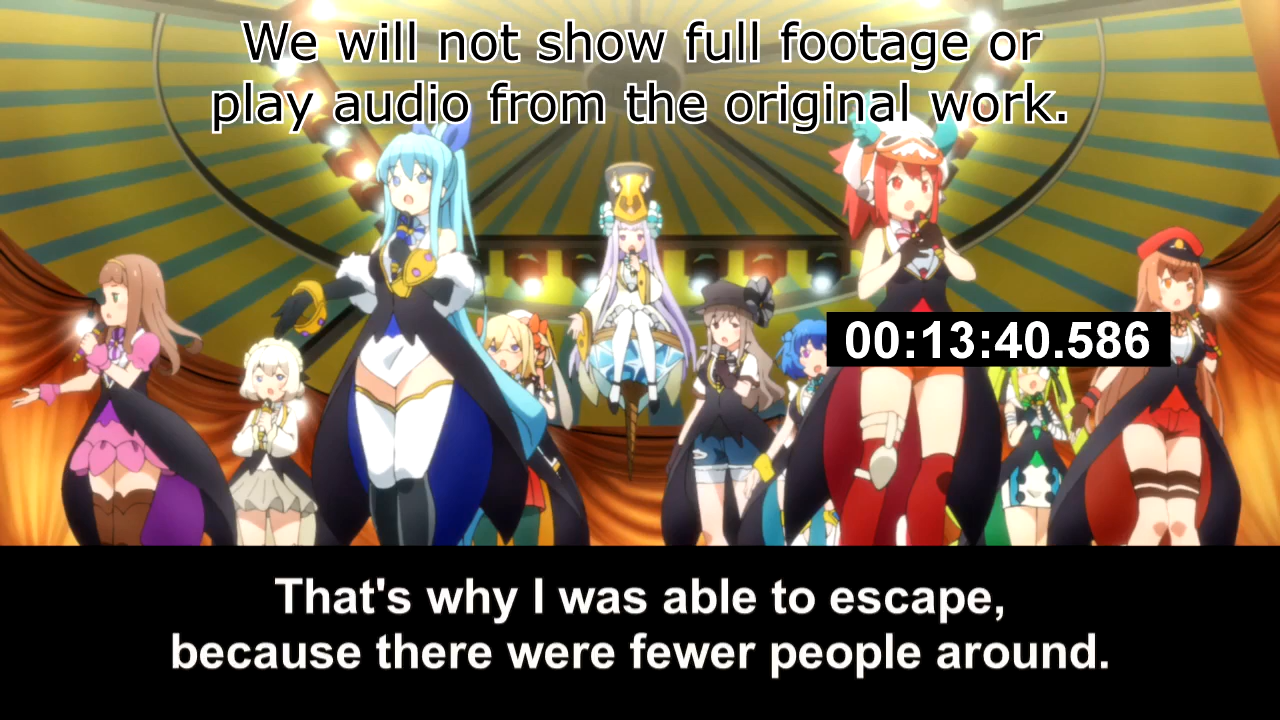 We will not show full footage or
play audio from the original work.
00:13:40.586
That's why I was able to escape,
because there were fewer people around.